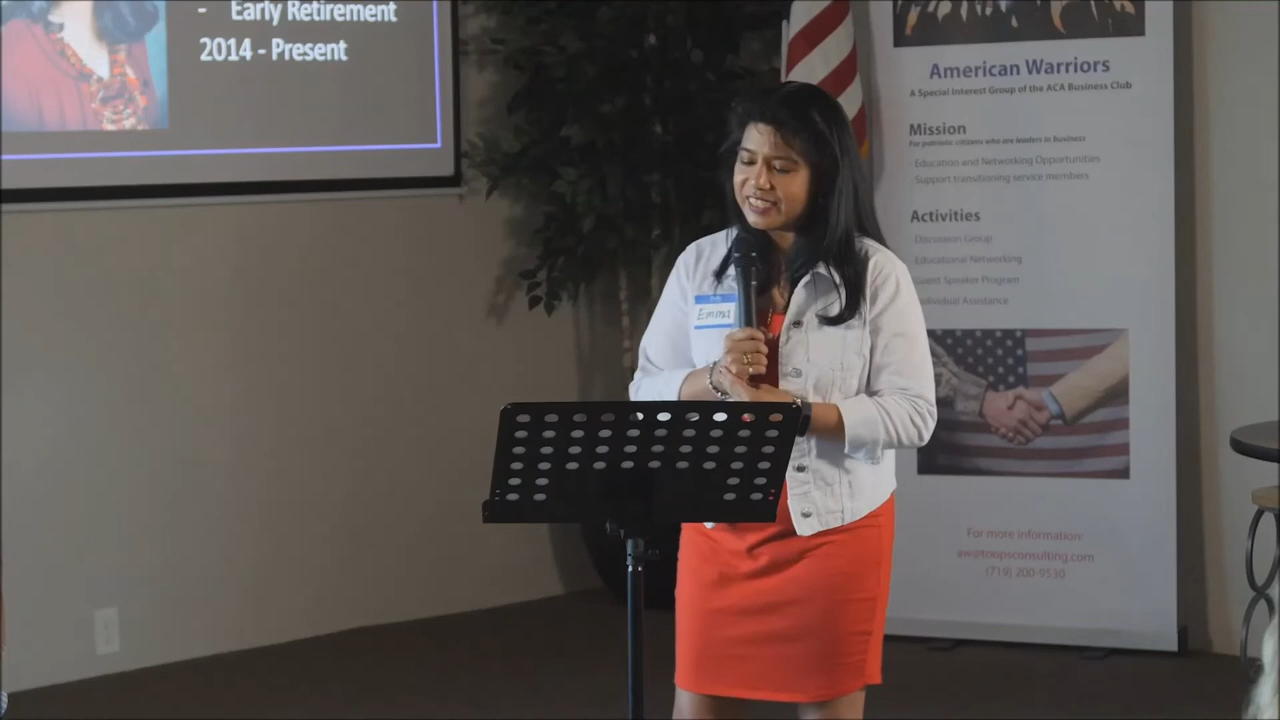 - Early Retirement
2014 - Present
American Warriors
A Special Interest Group of the ACA Business Club
Mission
For patriotic citizens who are leaders in business
Education and Networking Opportunities
Support transitioning service members
Activities
Discussion Group
Educational Networking
Guest Speaker Program
Individual Assistance
For more information:
aw@toopsconsulting.com
(719) 200-9530
Emma